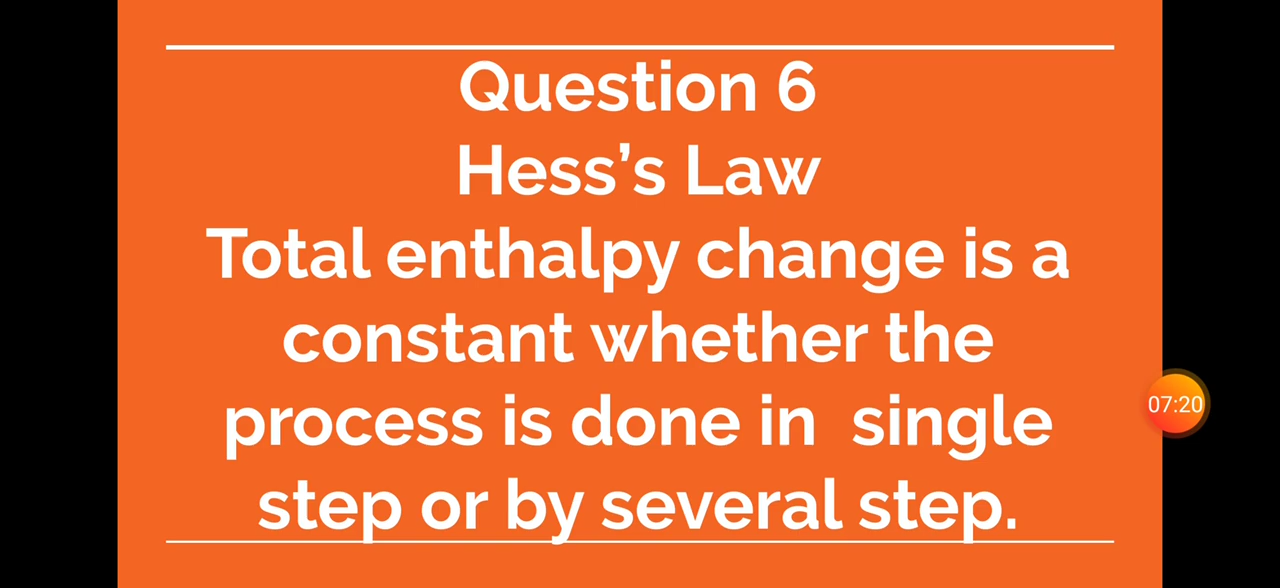 Question 6
Hess’s Law
Total enthalpy change is a
constant whether the
process is done in  single
step or by several step.
07:20